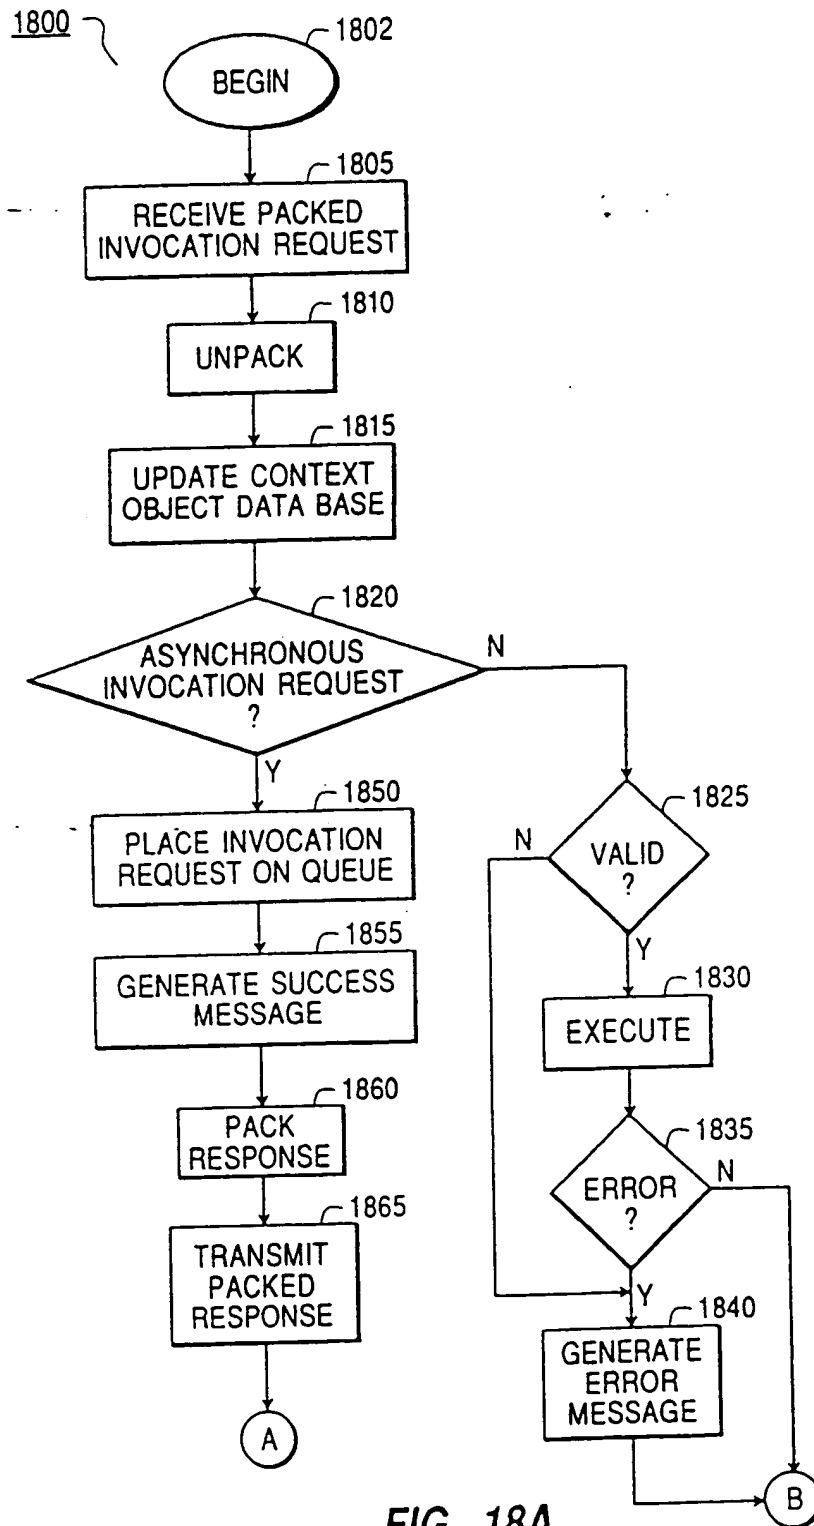 1800
1802
BEGIN
1805
RECEIVE PACKED
INVOCATION REQUEST
1810
UNPACK
1815
UPDATE CONTEXT
OBJECT DATA BASE
1820
ASYNCHRONOUS
INVOCATION REQUEST
?
N
Y
1850
PLACE INVOCATION
REQUEST ON QUEUE
1855
GENERATE SUCCESS
MESSAGE
1860
PACK
RESPONSE
1865
TRANSMIT
PACKED
RESPONSE
A
1825
VALID
?
N
Y
1830
EXECUTE
1835
ERROR
?
N
Y
1840
GENERATE
ERROR
MESSAGE
B
FIG. 18A